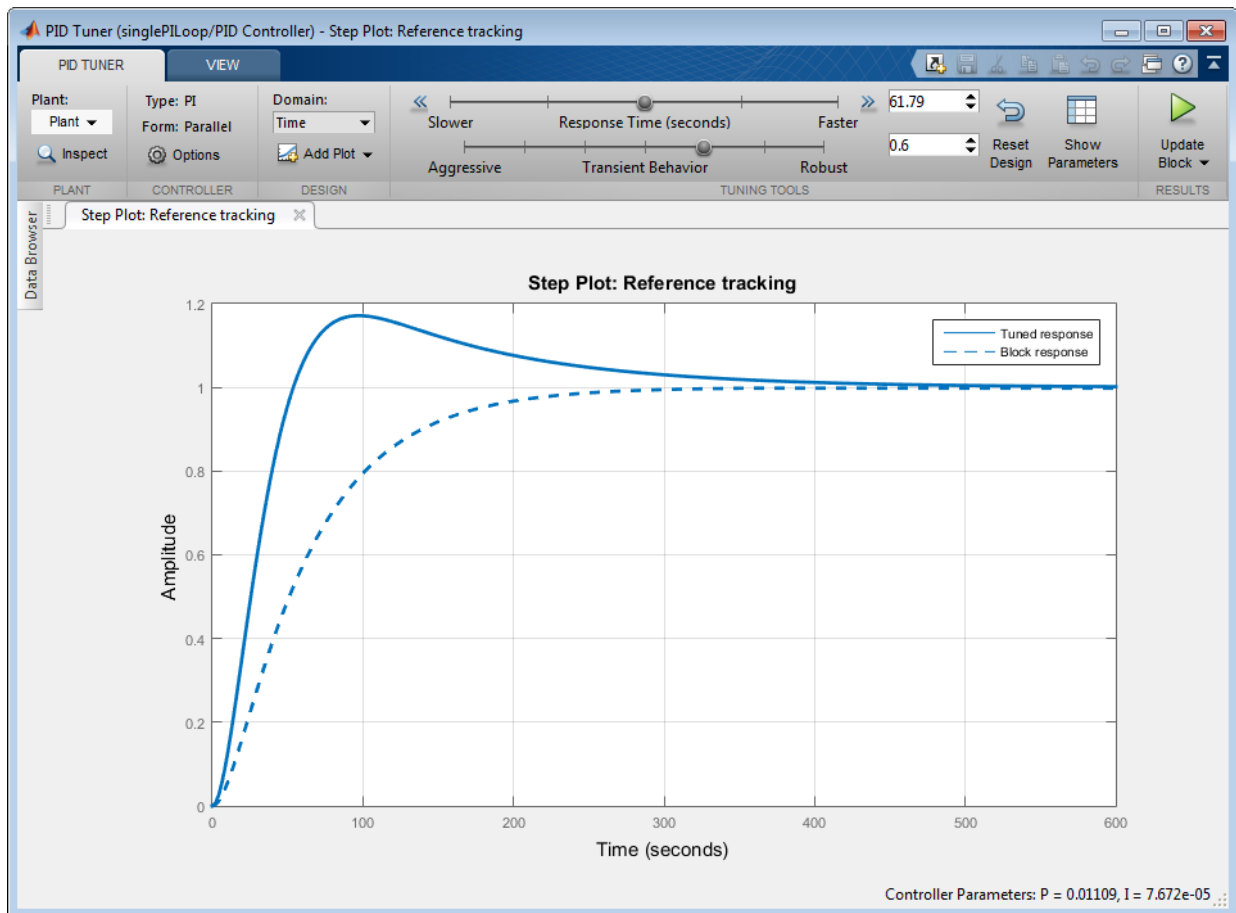 PID Tuner (singlePILoop/PID Controller) - Step Plot: Reference tracking
PID TUNER
VIEW
Plant:
Plant
Inspect
PLANT
Type: PI
Form: Parallel
Options
CONTROLLER
Domain:
Time
Add Plot
DESIGN
Slower
Response Time (seconds)
Faster
61.79
Aggressive
Transient Behavior
Robust
0.6
Reset
Design
Show
Parameters
TUNING TOOLS
Update
Block
RESULTS
Data Browser
Step Plot: Reference tracking
Step Plot: Reference tracking
Tuned response
Block response
Amplitude
1.2
1
0.8
0.6
0.4
0.2
0
0 100 200 300 400 500 600
Time (seconds)
Controller Parameters: P = 0.01109, I = 7.672e-05